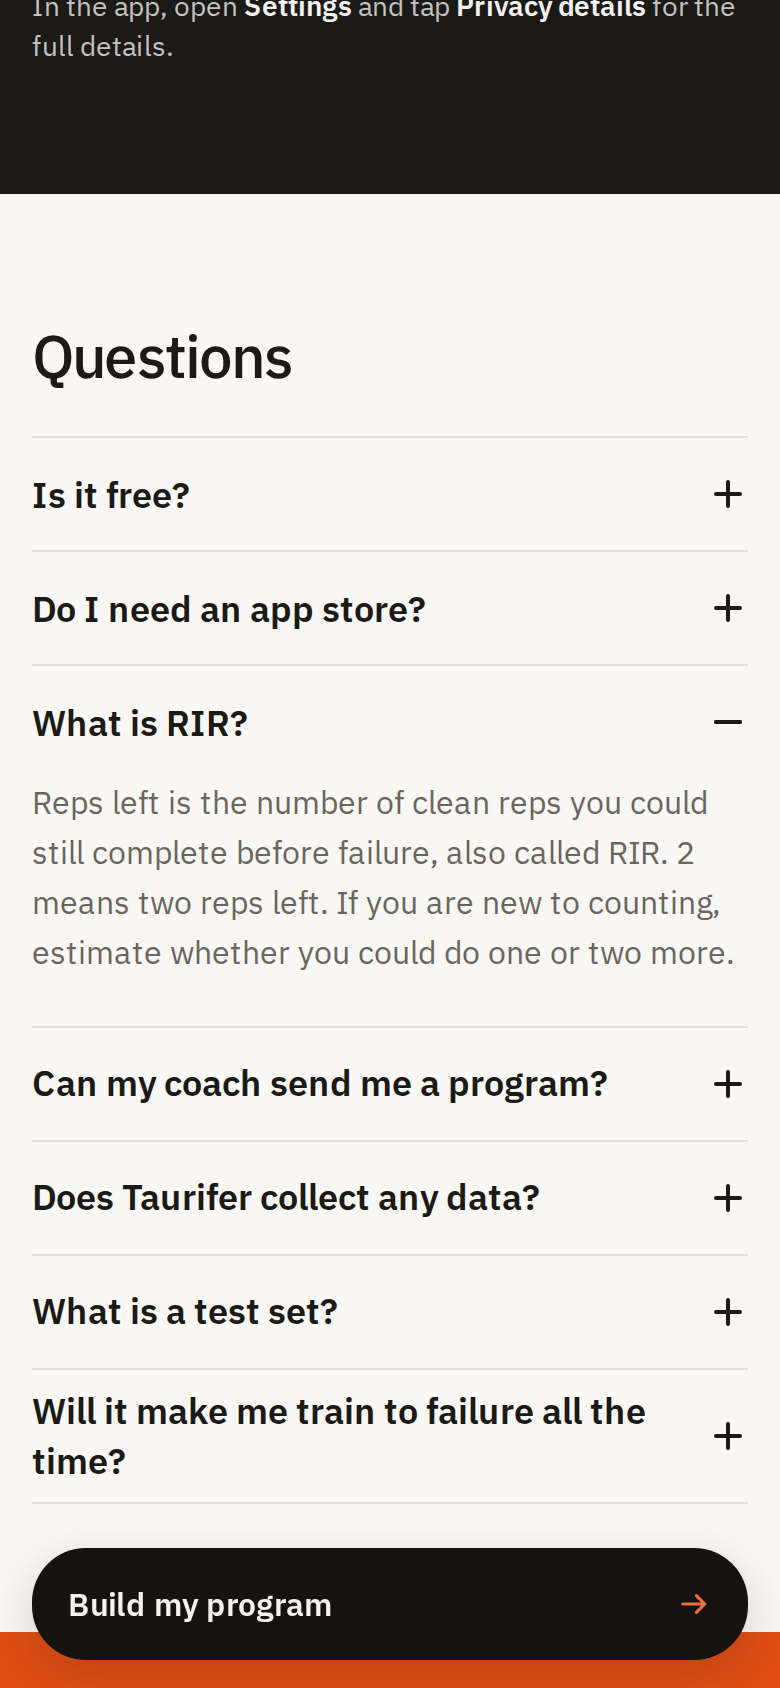 In the app, open Settings and tap Privacy details for the
full details.
Questions
Is it free?
Do I need an app store?
What is RIR?
Reps left is the number of clean reps you could
still complete before failure, also called RIR. 2
means two reps left. If you are new to counting,
estimate whether you could do one or two more.
Can my coach send me a program?
Does Taurifer collect any data?
What is a test set?
Will it make me train to failure all the
time?
Build my program